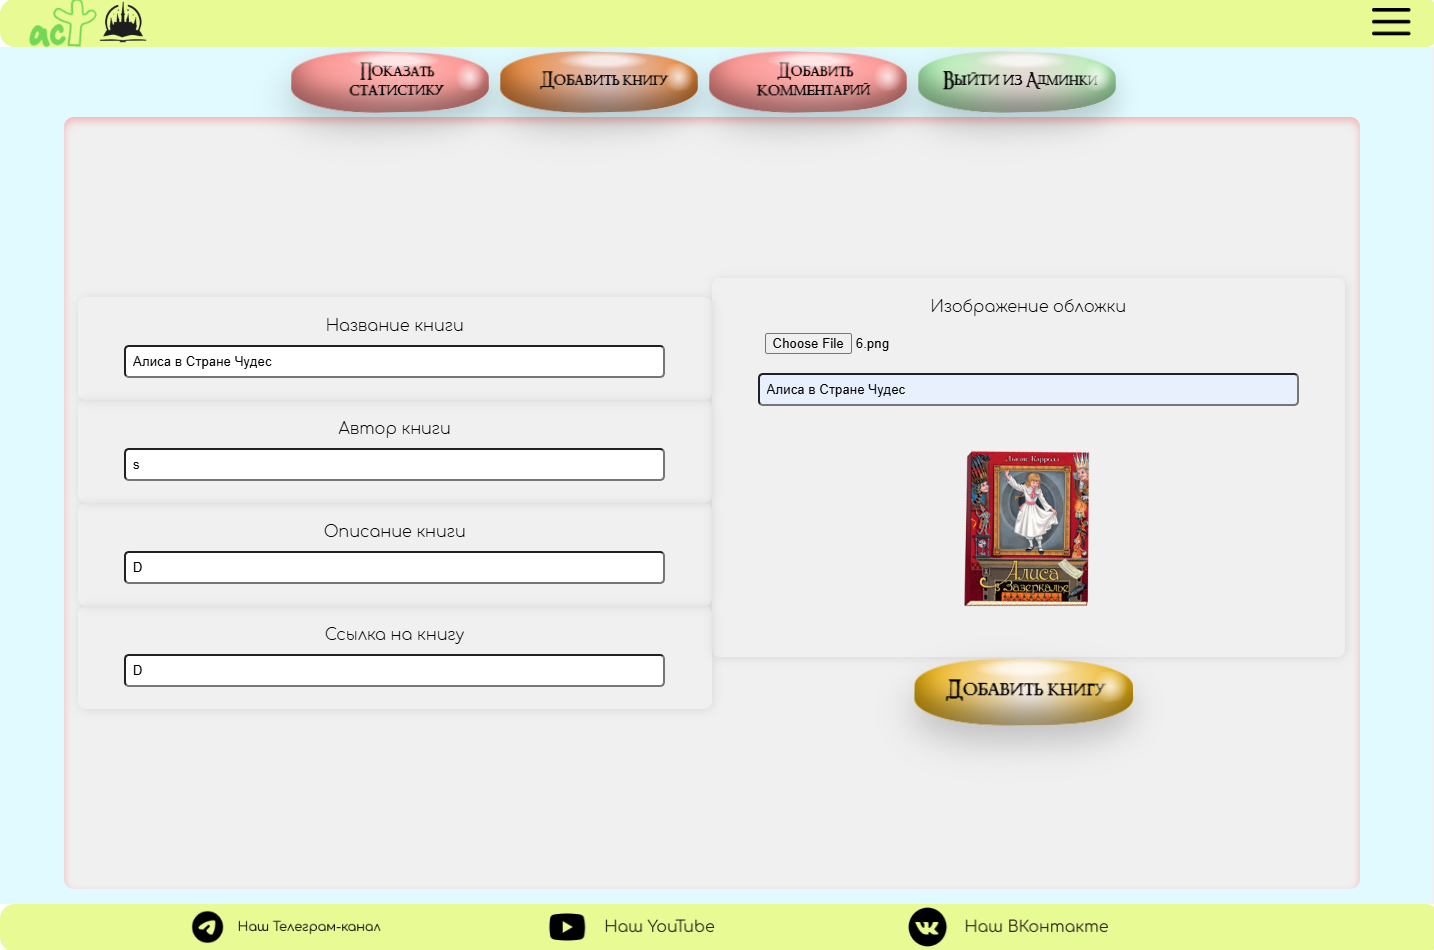 аст
Показать
статистику
Добавить книгу
Добавить
комментарий
Выйти из Админки
Название книги
Алиса в Стране Чудес
Автор книги
s
Описание книги
D
Ссылка на книгу
D
Изображение обложки
Choose File 6.png
Алиса в Стране Чудес
Льюис Кэрролл
Алиса
в Зазеркалье
Добавить книгу
Наш Телеграм-канал
Наш YouTube
Наш ВКонтакте